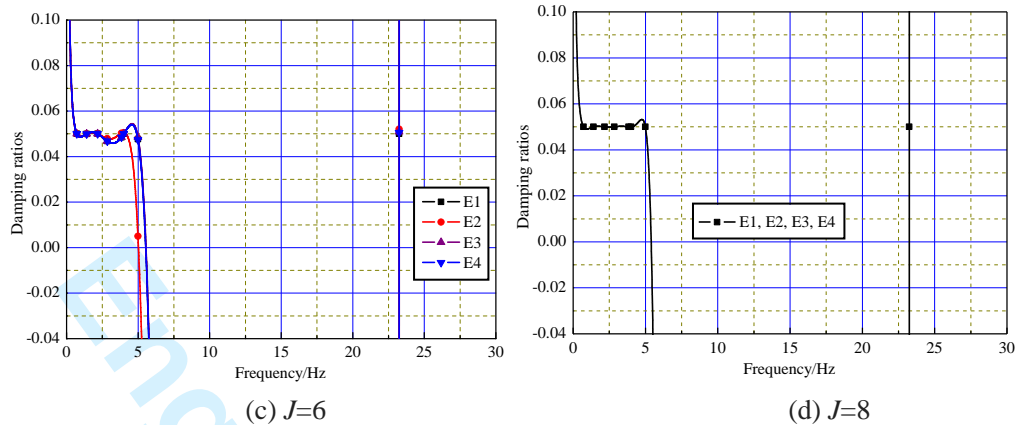 0.10
0.08
0.06
0.04
0.02
0.00
-0.02
-0.04
Damping ratios
0 5 10 15 20 25 30
Frequency/Hz
E1
E2
E3
E4
(c) J=6
0.10
0.08
0.06
0.04
0.02
0.00
-0.02
-0.04
Damping ratios
0 5 10 15 20 25 30
Frequency/Hz
E1, E2, E3, E4
(d) J=8
Eng